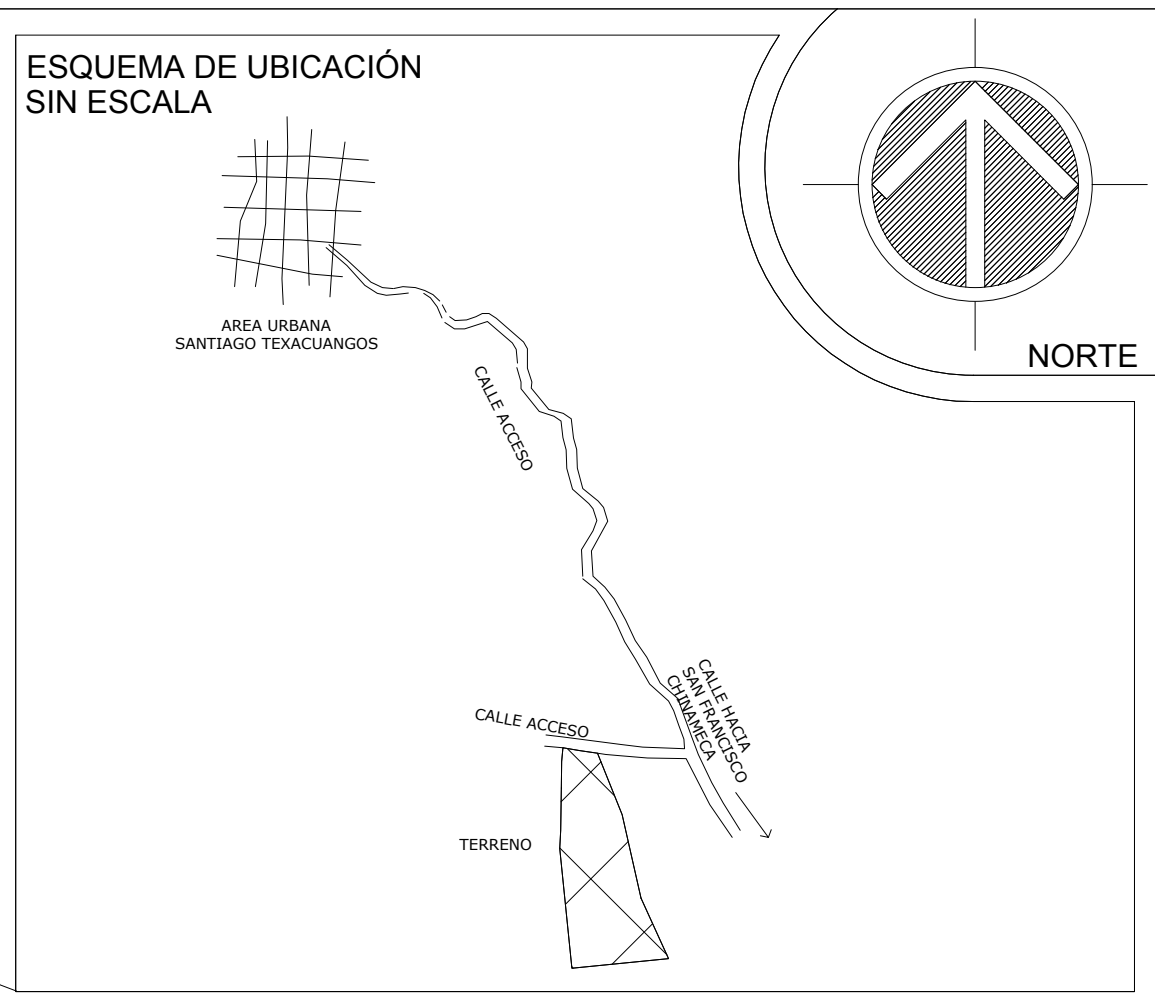 ESQUEMA DE UBICACIÓN
SIN ESCALA
NORTE
AREA URBANA
SANTIAGO TEXACUANGOS
CALLE ACCESO
CALLE HACIA
SAN FRANCISCO
CHINAMECA
CALLE ACCESO
TERRENO